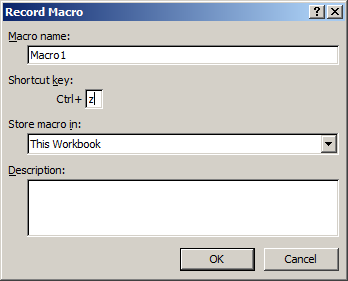 Record Macro
Macro name:
Macro1
Shortcut key:
Ctrl+ z
Store macro in:
This Workbook
Description:
OK Cancel